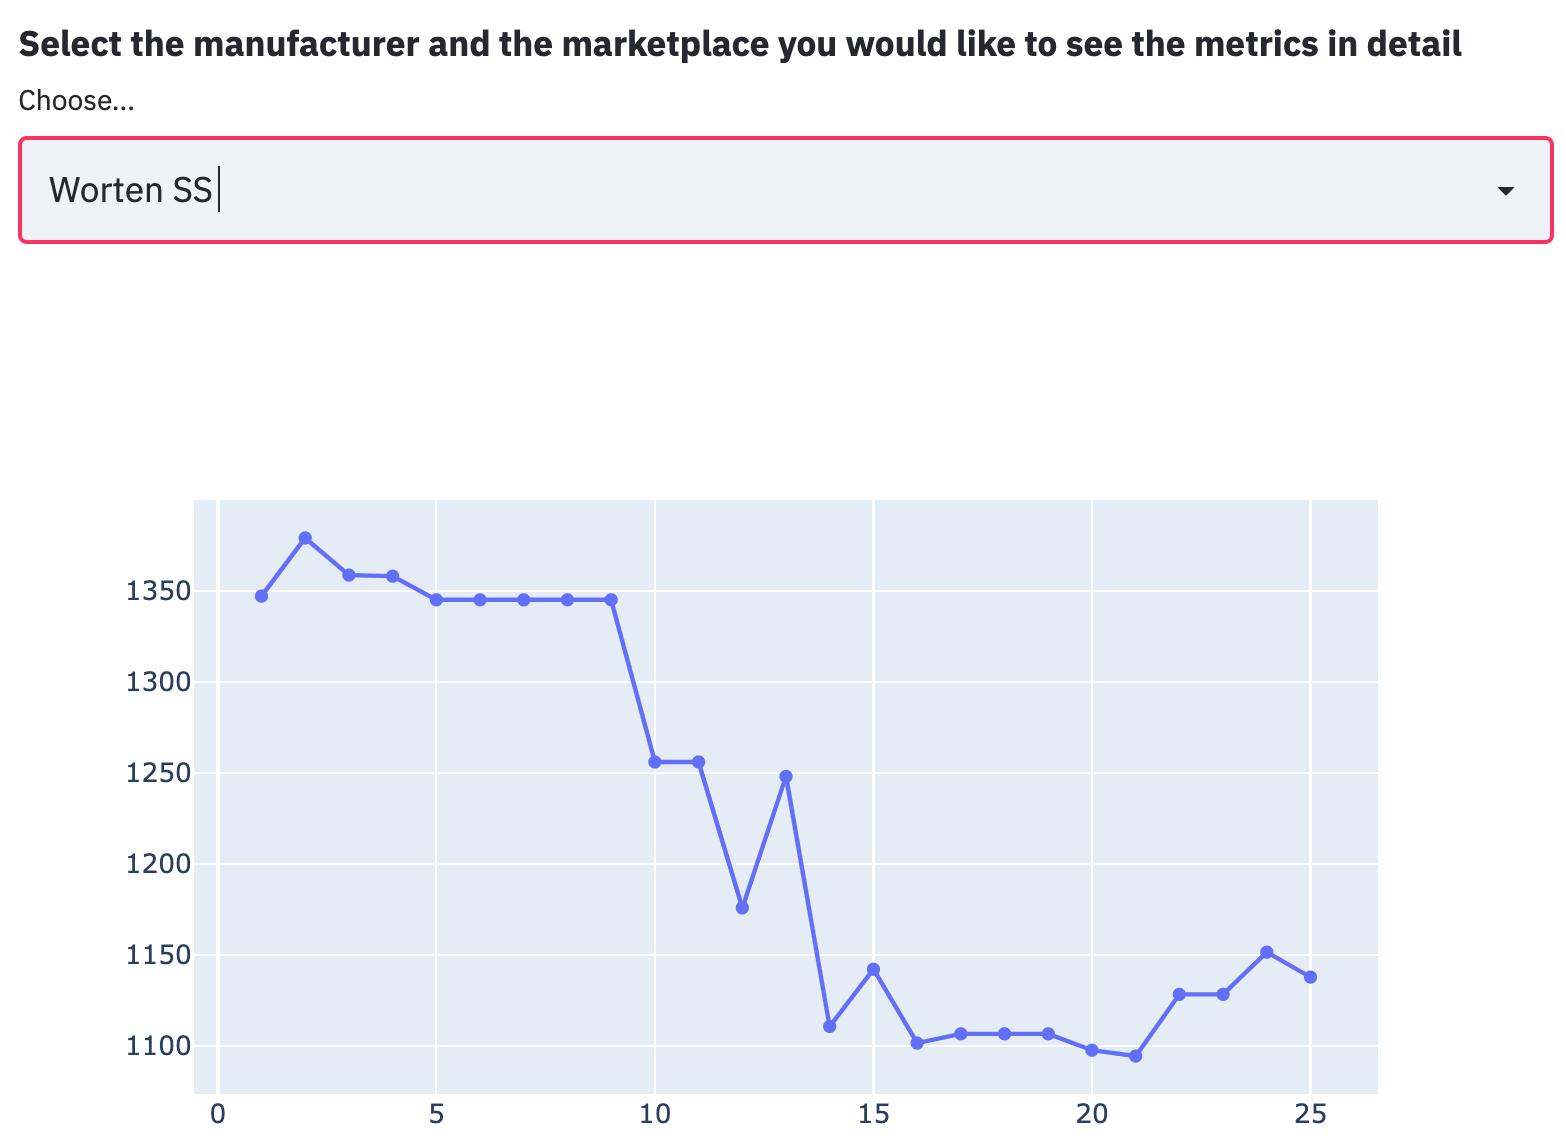 Select the manufacturer and the marketplace you would like to see the metrics in detail
Choose...
Worten SS
1350
1300
1250
1200
1150
1100
0 5 10 15 20 25